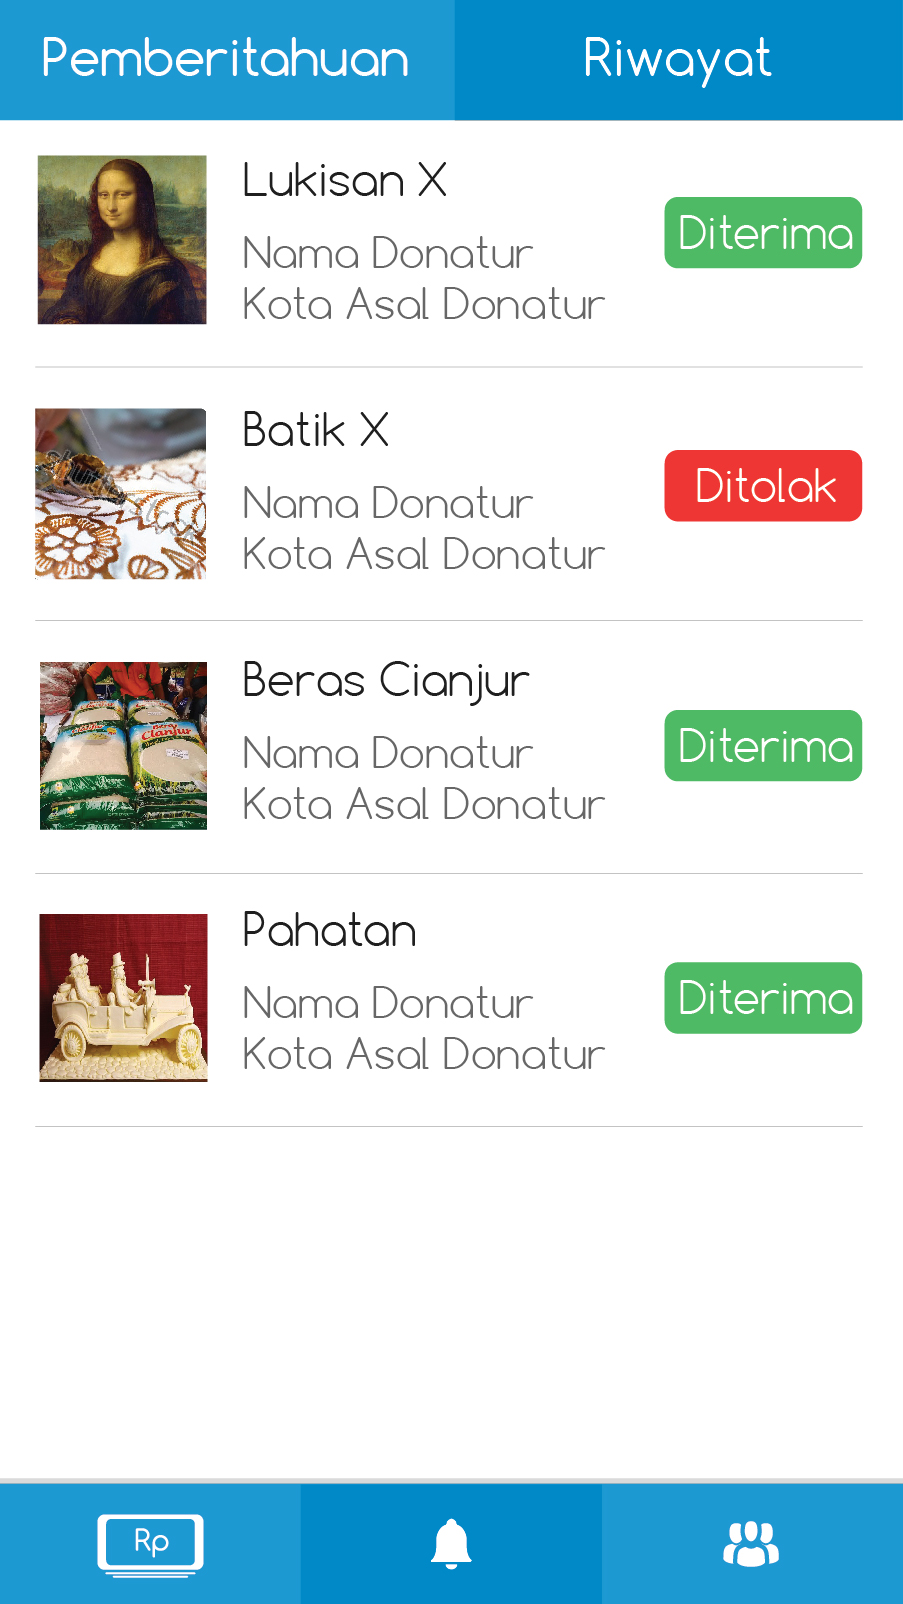 Pemberitahuan
Riwayat
Lukisan X
Nama Donatur
Kota Asal Donatur
Diterima
Batik X
Nama Donatur
Kota Asal Donatur
Ditolak
Beras Cianjur
Nama Donatur
Kota Asal Donatur
Diterima
Cianjur
Pahatan
Nama Donatur
Kota Asal Donatur
Diterima
Rp